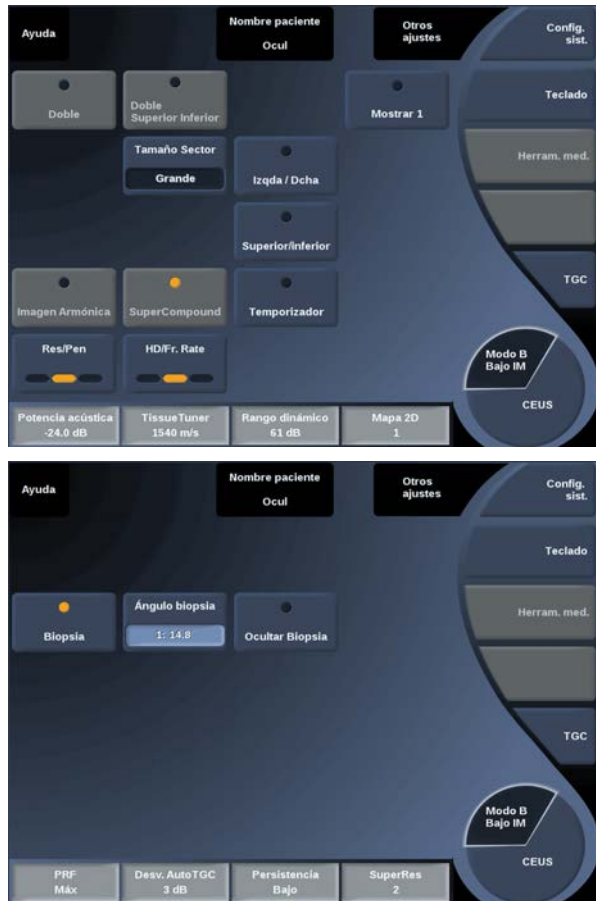 Ayuda
Nombre paciente
Ocul
Otros
ajustes
Config.
sist.
Doble
Doble
Superior Inferior
Mostrar 1
Teclado
Tamaño Sector
Grande
Izqda / Dcha
Herram. med.
Superior/inferior
Imagen Armónica
SuperCompound
Temporizador
TGC
Res/Pen
HD/Fr. Rate
Modo B
Bajo IM
CEUS
Potencia acústica
-24.0 dB
TissueTuner
1540 m/s
Rango dinámico
61 dB
Mapa 2D
1
Ayuda
Nombre paciente
Ocul
Otros
ajustes
Config.
sist.
Teclado
Biopsia
Ángulo biopsia
1: 14.8
Ocultar Biopsia
Herram. med.
TGC
Modo B
Bajo IM
CEUS
PRF
Máx
Desv. AutoTGC
3 dB
Persistencia
Bajo
SuperRes
2